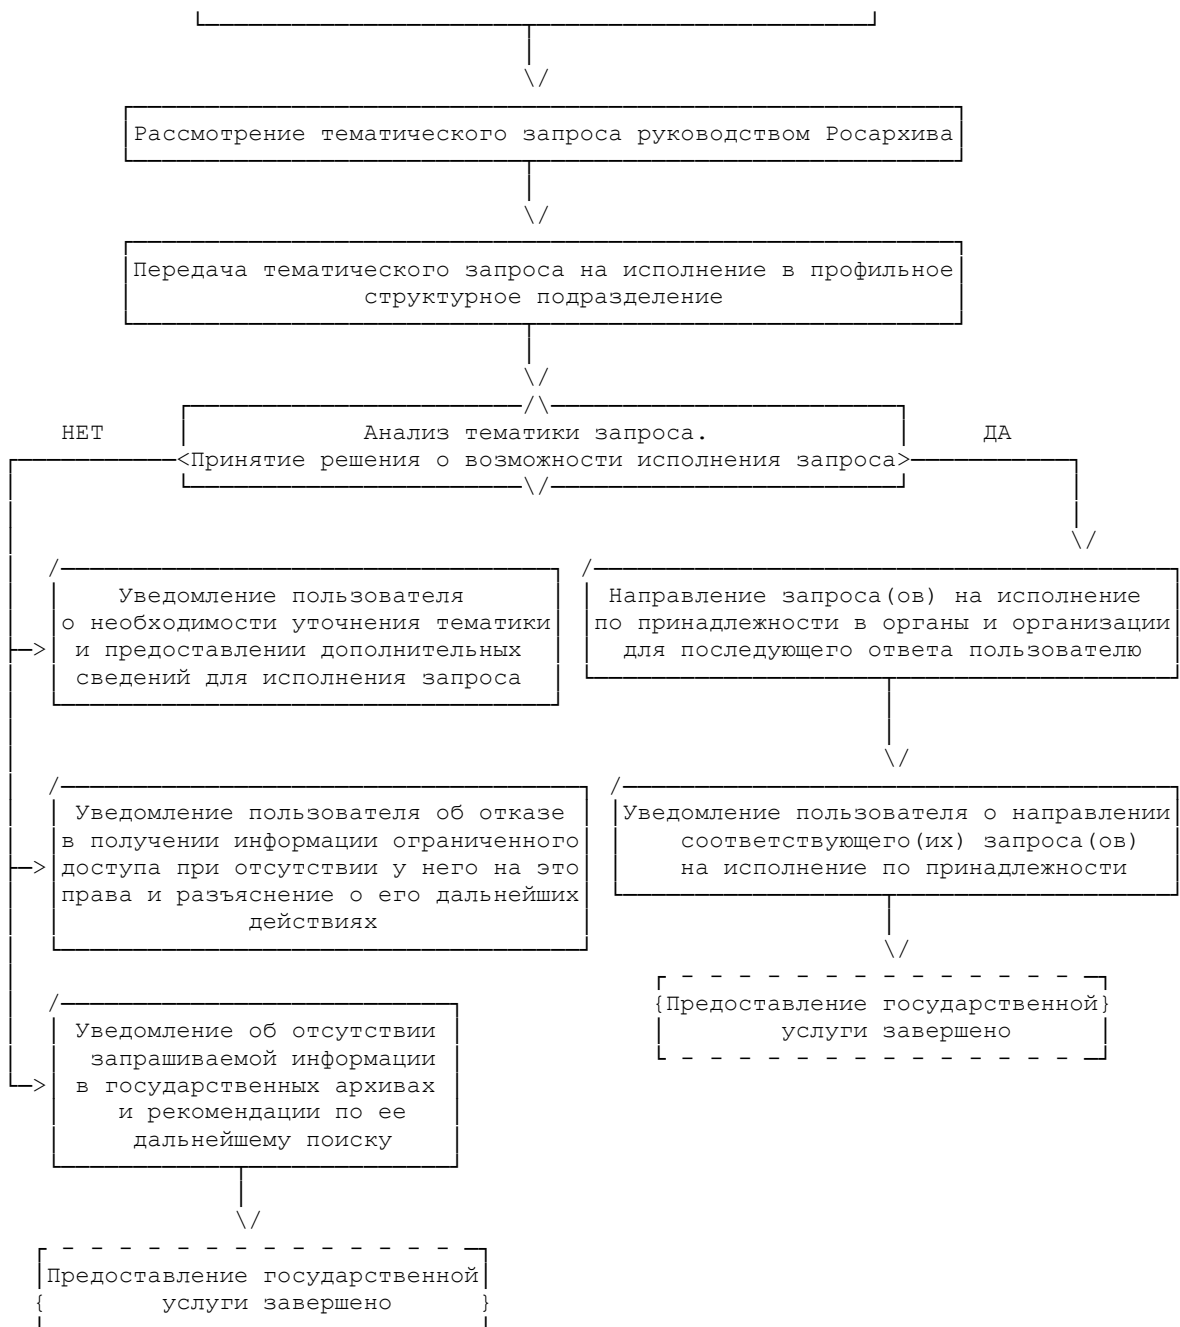 Рассмотрение тематического запроса руководством Росархива
Передача тематического запроса на исполнение в профильное
структурное подразделение
НЕТ
Анализ тематики запроса.
ДА
Принятие решения о возможности исполнения запроса
Уведомление пользователя
о необходимости уточнения тематики
и предоставлении дополнительных
сведений для исполнения запроса
Направление запроса(ов) на исполнение
по принадлежности в органы и организации
для последующего ответа пользователю
Уведомление пользователя об отказе
в получении информации ограниченного
доступа при отсутствии у него на это
права и разъяснение о его дальнейших
действиях
Уведомление пользователя о направлении
соответствующего(их) запроса(ов)
на исполнение по принадлежности
Предоставление государственной
услуги завершено
Уведомление об отсутствии
запрашиваемой информации
в государственных архивах
и рекомендации по ее
дальнейшему поиску
Предоставление государственной
услуги завершено